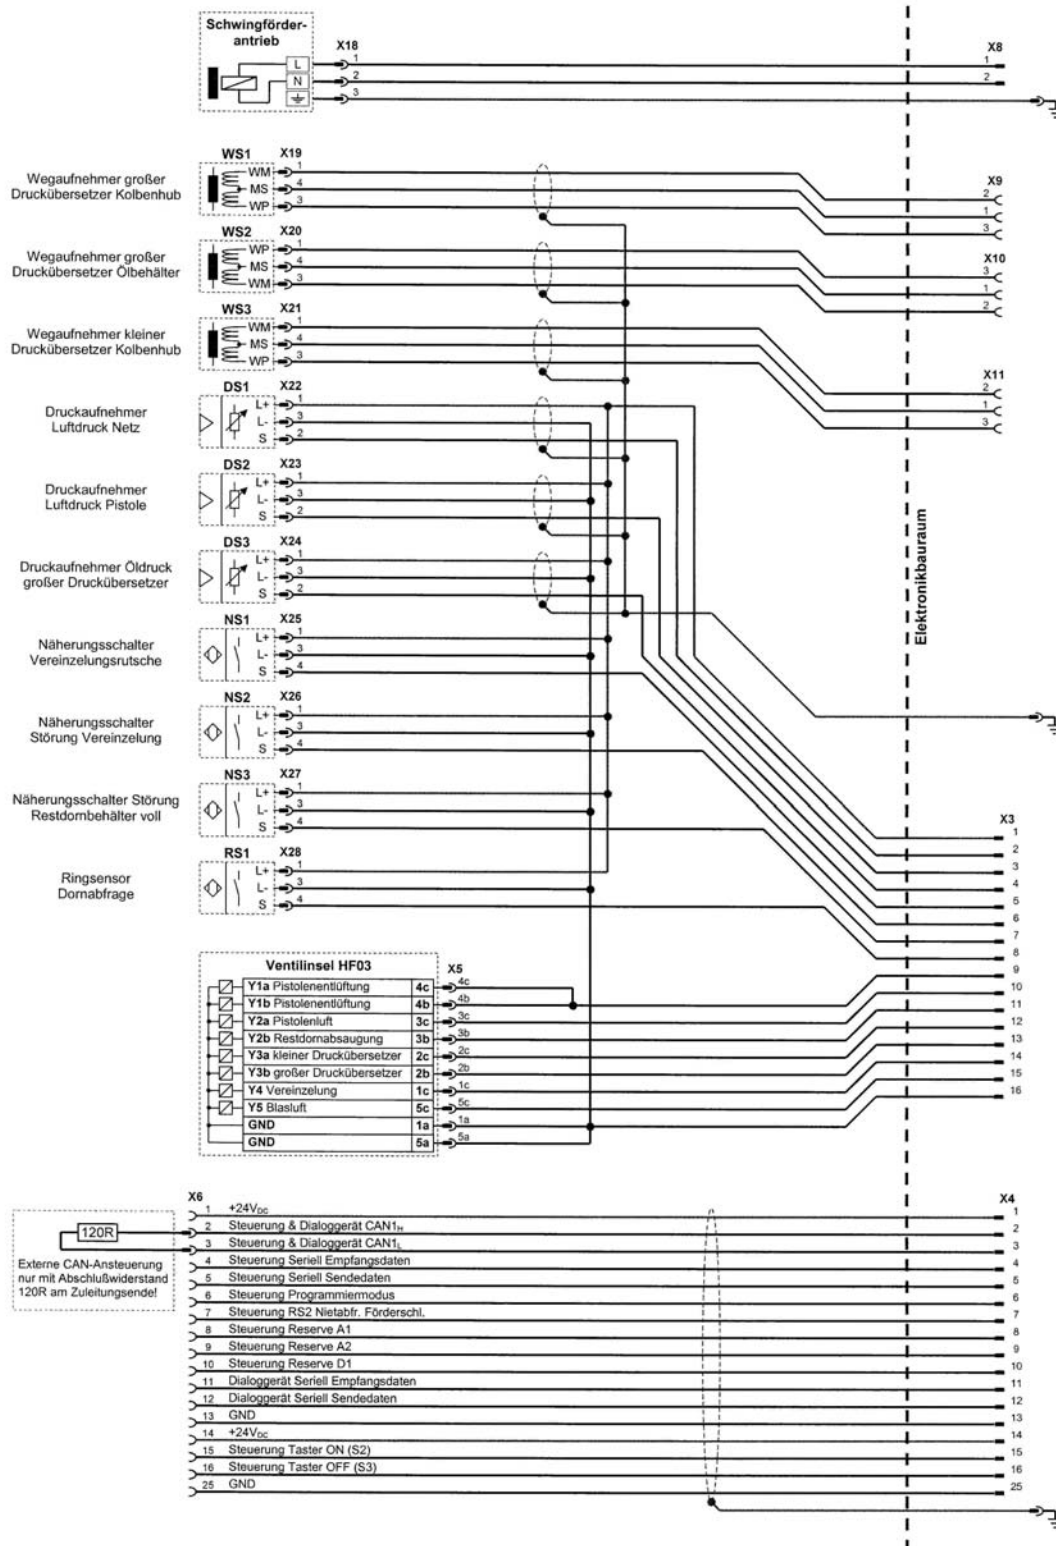 Schwingförder-
antrieb
X18
X8
L
1
1
N
2
2
3
WS1
X19
Wegaufnehmer großer
Druckübersetzer Kolbenhub
WM
1
MS
4
WP
3
X9
2
1
3
WS2
X20
Wegaufnehmer großer
Druckübersetzer Ölbehälter
WP
1
MS
4
WM
3
X10
3
1
2
WS3
X21
Wegaufnehmer kleiner
Druckübersetzer Kolbenhub
WM
1
MS
4
WP
3
X11
2
1
3
DS1
X22
Druckaufnehmer
Luftdruck Netz
L+
1
L-
3
S
2
DS2
X23
Druckaufnehmer
Luftdruck Pistole
L+
1
L-
3
S
2
DS3
X24
Druckaufnehmer Öldruck
großer Druckübersetzer
L+
1
L-
3
S
2
Elektronikbauraum
NS1
X25
Näherungsschalter
Vereinzelungsrutsche
L+
1
L-
3
S
4
NS2
X26
Näherungsschalter
Störung Vereinzelung
L+
1
L-
3
S
4
NS3
X27
Näherungsschalter Störung
Restdornbehälter voll
L+
1
L-
3
S
4
RS1
X28
Ringsensor
Dornabfrage
L+
1
L-
3
S
4
X3
1
2
3
4
5
6
7
8
9
10
11
12
13
14
15
16
Ventilinsel HF03
X5
Y1a Pistolenentlüftung 4c 4c
Y1b Pistolenentlüftung 4b 4b
Y2a Pistolenluft 3c 3c
Y2b Restdornabsaugung 3b 3b
Y3a kleiner Druckübersetzer 2c 2c
Y3b großer Druckübersetzer 2b 2b
Y4 Vereinzelung 1c 1c
Y5 Blasluft 5c 5c
GND 1a 1a
GND 5a 5a
X6
X4
120R
Externe CAN-Ansteuerung
nur mit Abschlußwiderstand
120R am Zuleitungsende!
1 +24VDC 1
2 Steuerung & Dialoggerät CAN1H 2
3 Steuerung & Dialoggerät CAN1L 3
4 Steuerung Seriell Empfangsdaten 4
5 Steuerung Seriell Sendedaten 5
6 Steuerung Programmiermodus 6
7 Steuerung RS2 Nietabfr. Förderschl. 7
8 Steuerung Reserve A1 8
9 Steuerung Reserve A2 9
10 Steuerung Reserve D1 10
11 Dialoggerät Seriell Empfangsdaten 11
12 Dialoggerät Seriell Sendedaten 12
13 GND 13
14 +24VDC 14
15 Steuerung Taster ON (S2) 15
16 Steuerung Taster OFF (S3) 16
25 GND 25